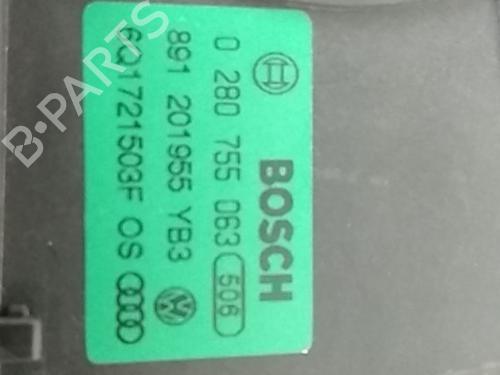 BOSCH
0 280 755 063 506
891 201955 YB3
6Q1721503F OS
B-PARTS